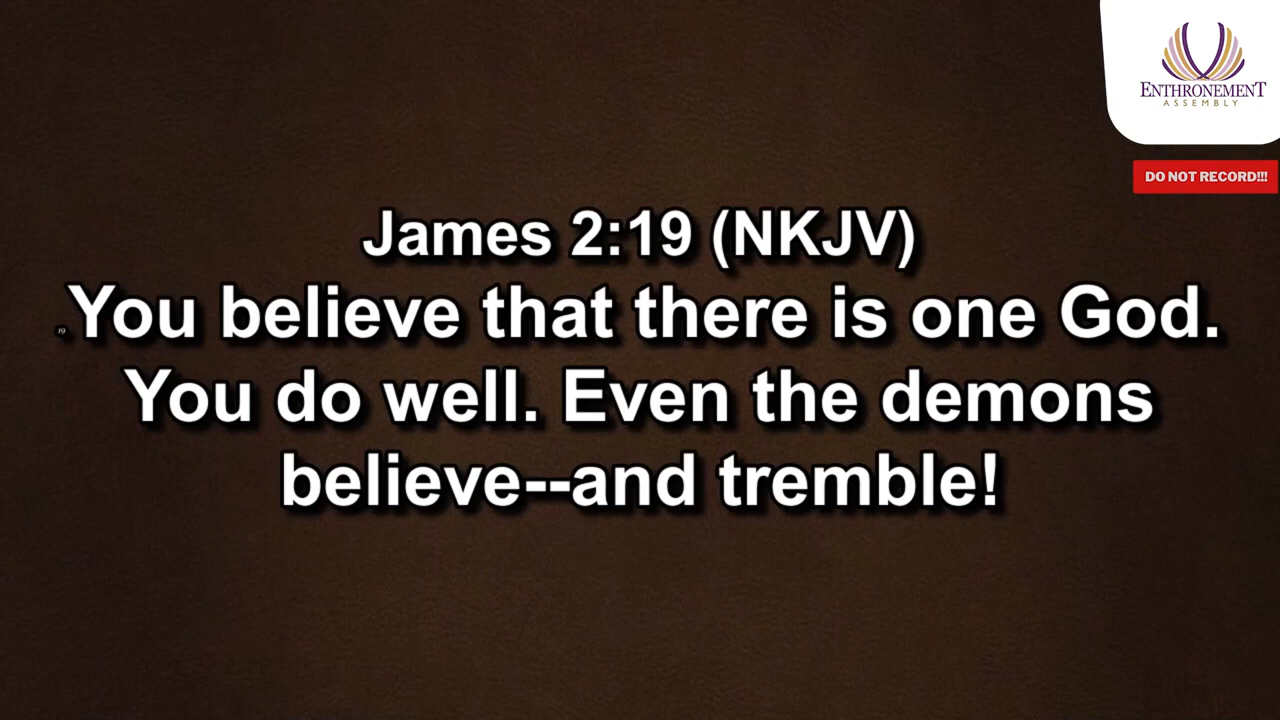 ENTHRONEMENT
ASSEMBLY
DO NOT RECORD!!!
James 2:19 (NKJV)
19 You believe that there is one God.
You do well. Even the demons
believe--and tremble!